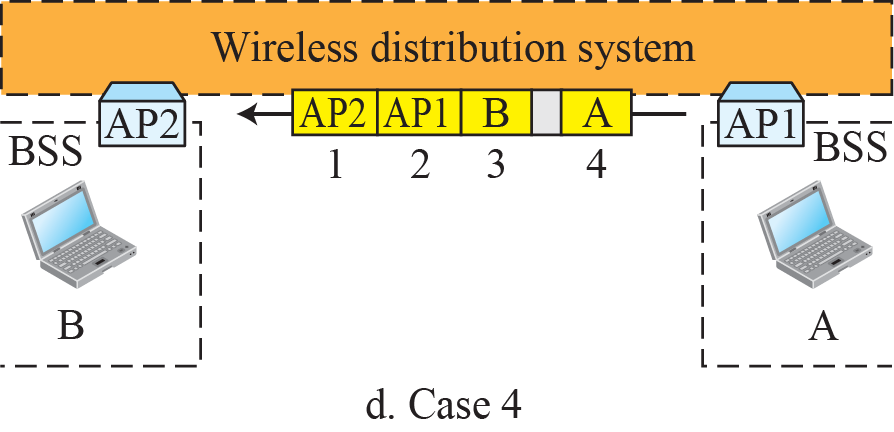 Wireless distribution system
AP2 AP2 AP1 B A AP1
BSS 1 2 3 4 BSS
B A
d. Case 4